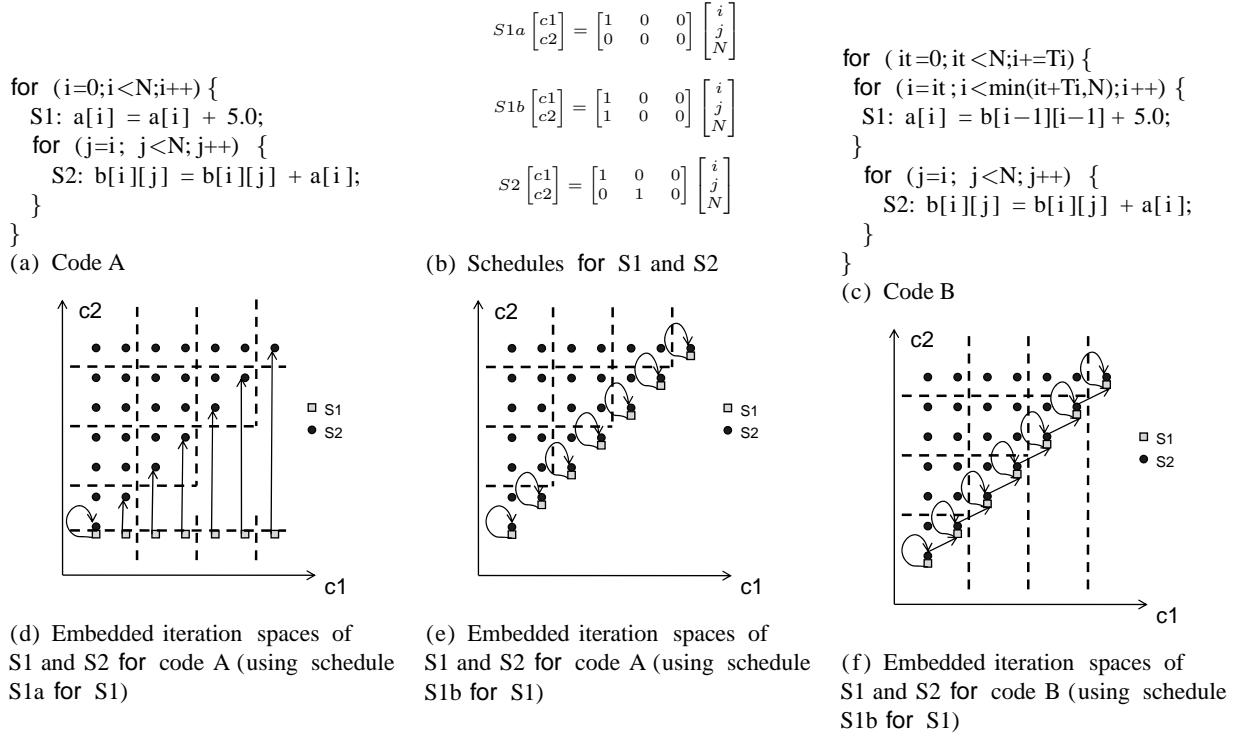 for (i=0;i<N;i++) {
S1: a[i] = a[i] + 5.0;
for (j=i; j<N; j++) {
S2: b[i][j] = b[i][j] + a[i];
}
}
(a) Code A
S1a [c1 c2] = [1 0 0 0 0 0] [i j N]
S1b [c1 c2] = [1 0 0 1 0 0] [i j N]
S2 [c1 c2] = [1 0 0 0 1 0] [i j N]
(b) Schedules for S1 and S2
for (it=0; it<N;i+=Ti) {
for (i=it; i<min(it+Ti,N); i++) {
S1: a[i] = b[i−1][i−1] + 5.0;
}
for (j=i; j<N; j++) {
S2: b[i][j] = b[i][j] + a[i];
}
}
(c) Code B
c2
S1
S2
c1
(d) Embedded iteration spaces of
S1 and S2 for code A (using schedule
S1a for S1)
c2
S1
S2
c1
(e) Embedded iteration spaces of
S1 and S2 for code A (using schedule
S1b for S1)
c2
S1
S2
c1
(f) Embedded iteration spaces of
S1 and S2 for code B (using schedule
S1b for S1)